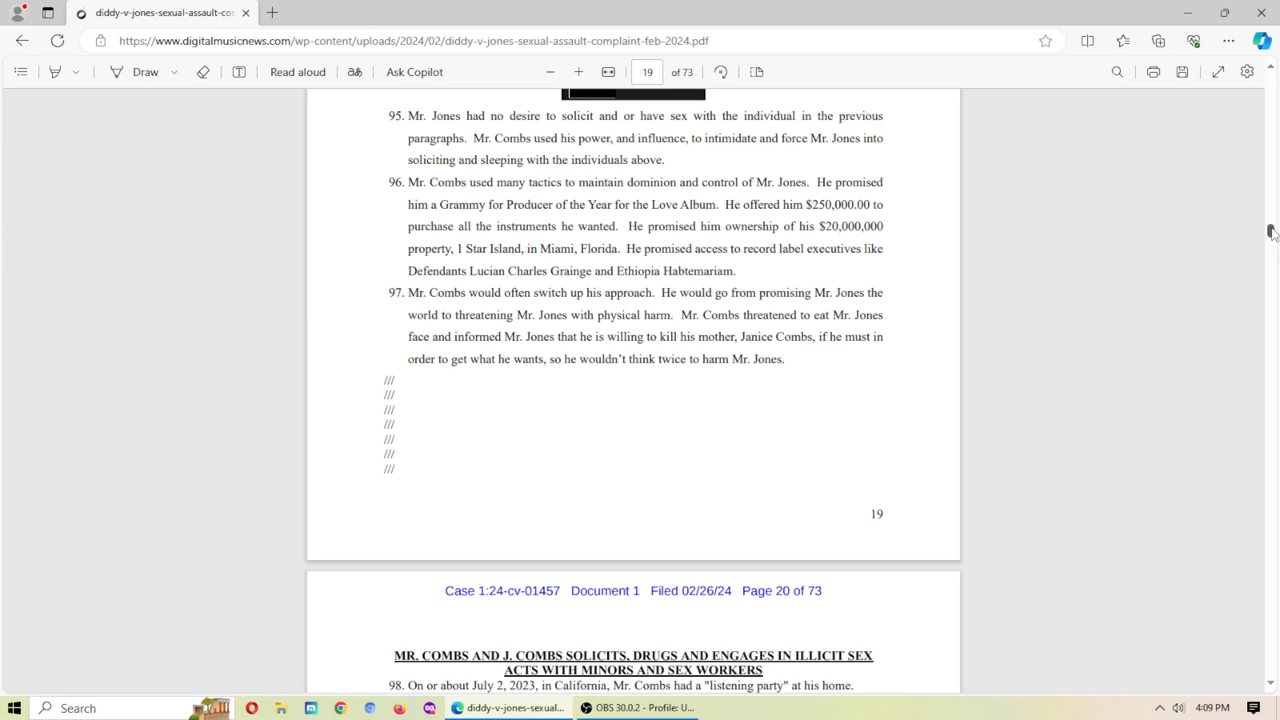 diddy-v-jones-sexual-assault-co
https://www.digitalmusicnews.com/wp-content/uploads/2024/02/diddy-v-jones-sexual-assault-complaint-feb-2024.pdf
Draw Read aloud Ask Copilot 19 of 73
95. Mr. Jones had no desire to solicit and or have sex with the individual in the previous
paragraphs. Mr. Combs used his power, and influence, to intimidate and force Mr. Jones into
soliciting and sleeping with the individuals above.
96. Mr. Combs used many tactics to maintain dominion and control of Mr. Jones. He promised
him a Grammy for Producer of the Year for the Love Album. He offered him $250,000.00 to
purchase all the instruments he wanted. He promised him ownership of his $20,000,000
property, 1 Star Island, in Miami, Florida. He promised access to record label executives like
Defendants Lucian Charles Grainge and Ethiopia Habtemariam.
97. Mr. Combs would often switch up his approach. He would go from promising Mr. Jones the
world to threatening Mr. Jones with physical harm. Mr. Combs threatened to eat Mr. Jones
face and informed Mr. Jones that he is willing to kill his mother, Janice Combs, if he must in
order to get what he wants, so he wouldn't think twice to harm Mr. Jones.
///
///
///
///
///
///
///
19
Case 1:24-cv-01457 Document 1 Filed 02/26/24 Page 20 of 73
MR. COMBS AND J. COMBS SOLICITS, DRUGS AND ENGAGES IN ILLICIT SEX
ACTS WITH MINORS AND SEX WORKERS
98. On or about July 2, 2023, in California, Mr. Combs had a "listening party" at his home.
Search diddy-v-jones-sexual... OBS 30.0.2 - Profile: U... 4:09 PM